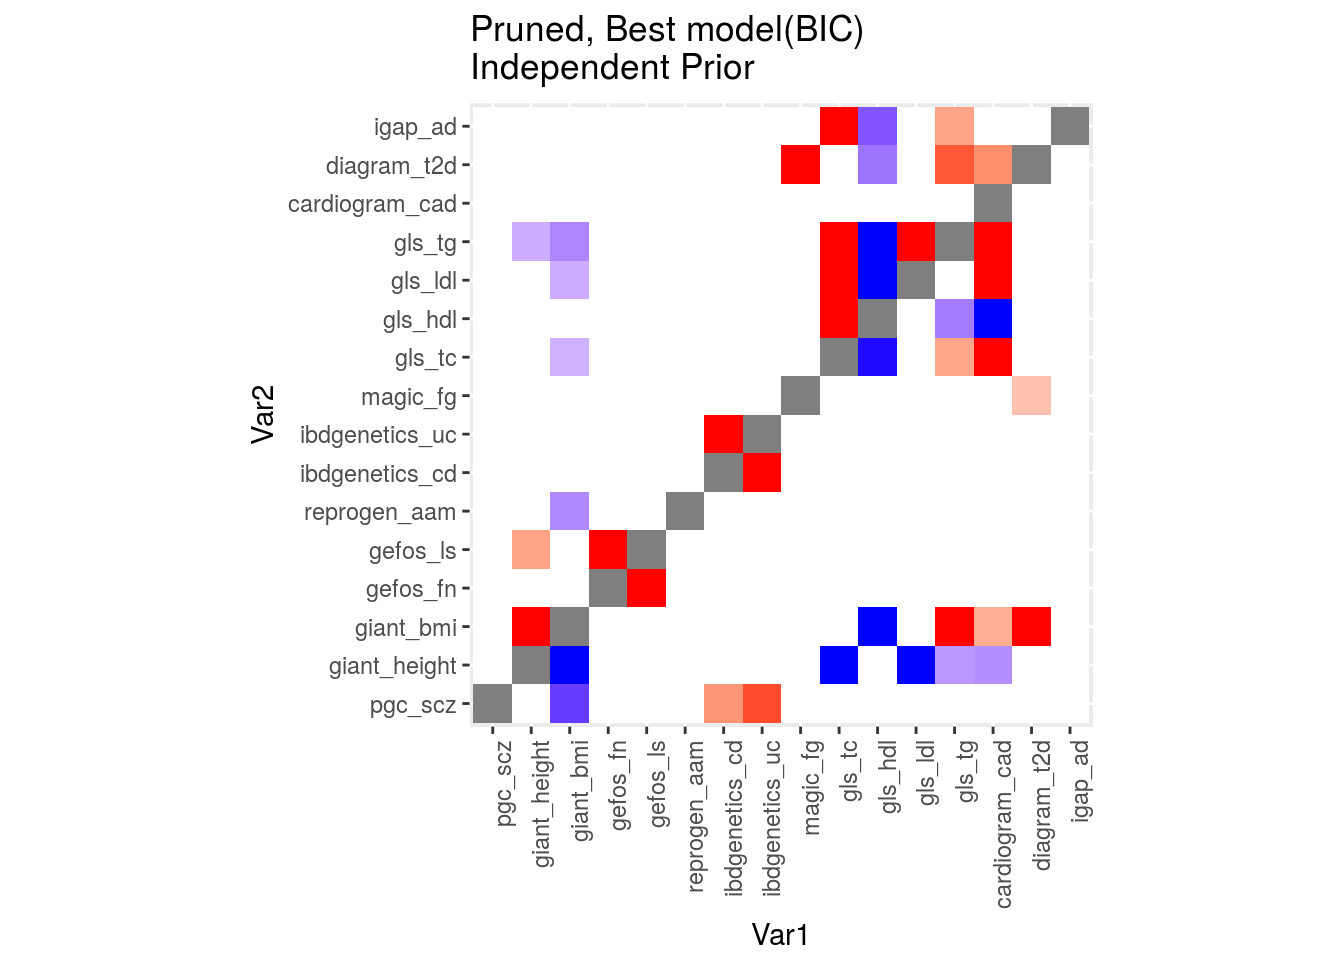 Pruned, Best model(BIC)
Independent Prior
igap_ad
diagram_t2d
cardiogram_cad
gls_tg
gls_ldl
gls_hdl
gls_tc
magic_fg
ibdgenetics_uc
ibdgenetics_cd
reprogen_aam
gefos_ls
gefos_fn
giant_bmi
giant_height
pgc_scz
Var2
pgc_scz
giant_height
giant_bmi
gefos_fn
gefos_ls
reprogen_aam
ibdgenetics_cd
ibdgenetics_uc
magic_fg
gls_tc
gls_hdl
gls_ldl
gls_tg
cardiogram_cad
diagram_t2d
igap_ad
Var1